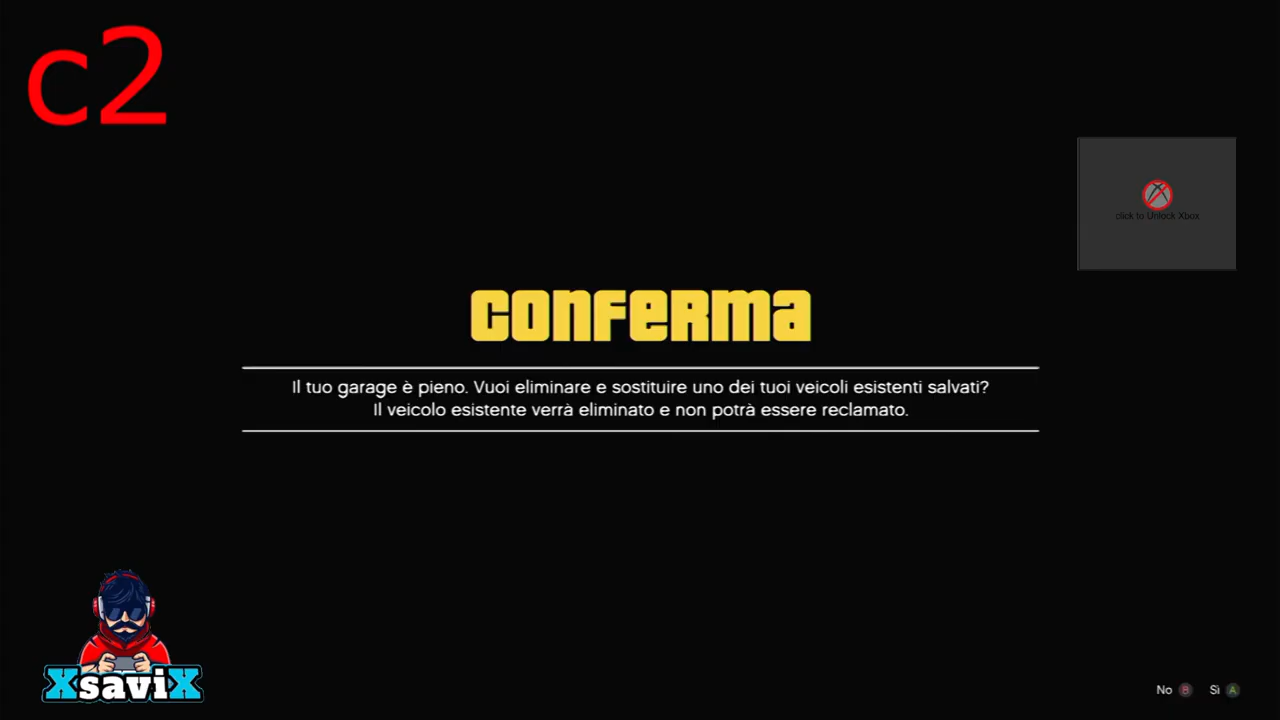 c2
click to Unlock Xbox
conferma
Il tuo garage è pieno. Vuoi eliminare e sostituire uno dei tuoi veicoli esistenti salvati?
Il veicolo esistente verrà eliminato e non potrà essere reclamato.
XsaviX
No B Sì A